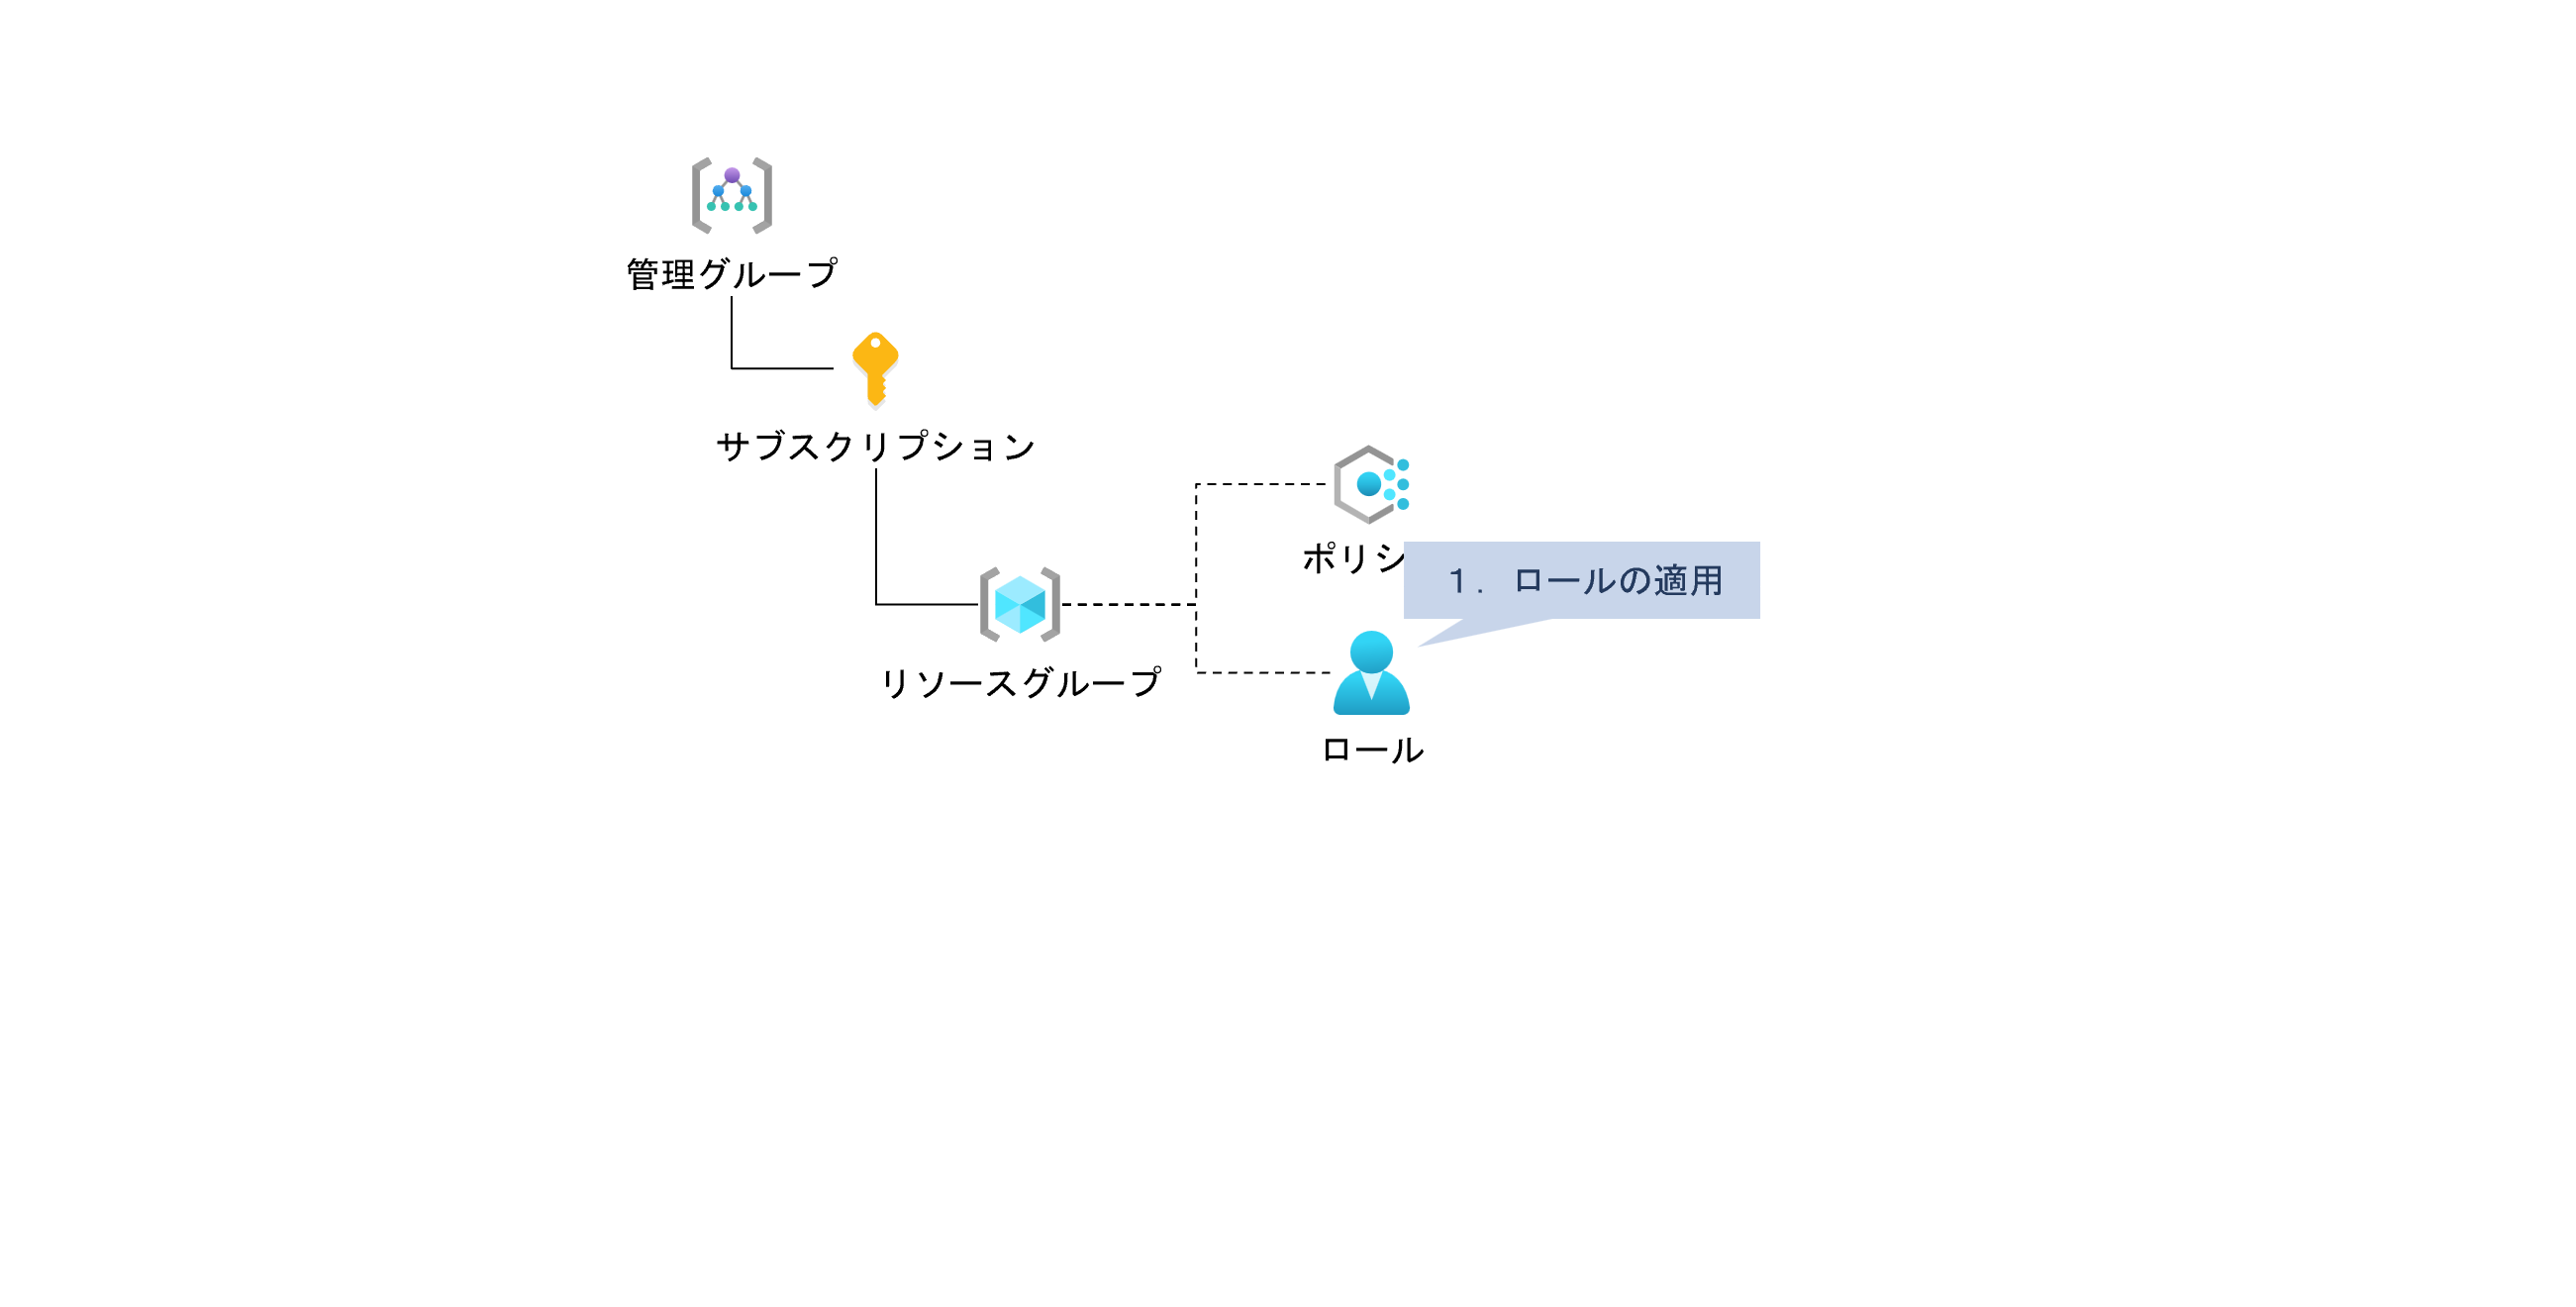 管理グループ
サブスクリプション
ポリシ
1. ロールの適用
リソースグループ
ロール